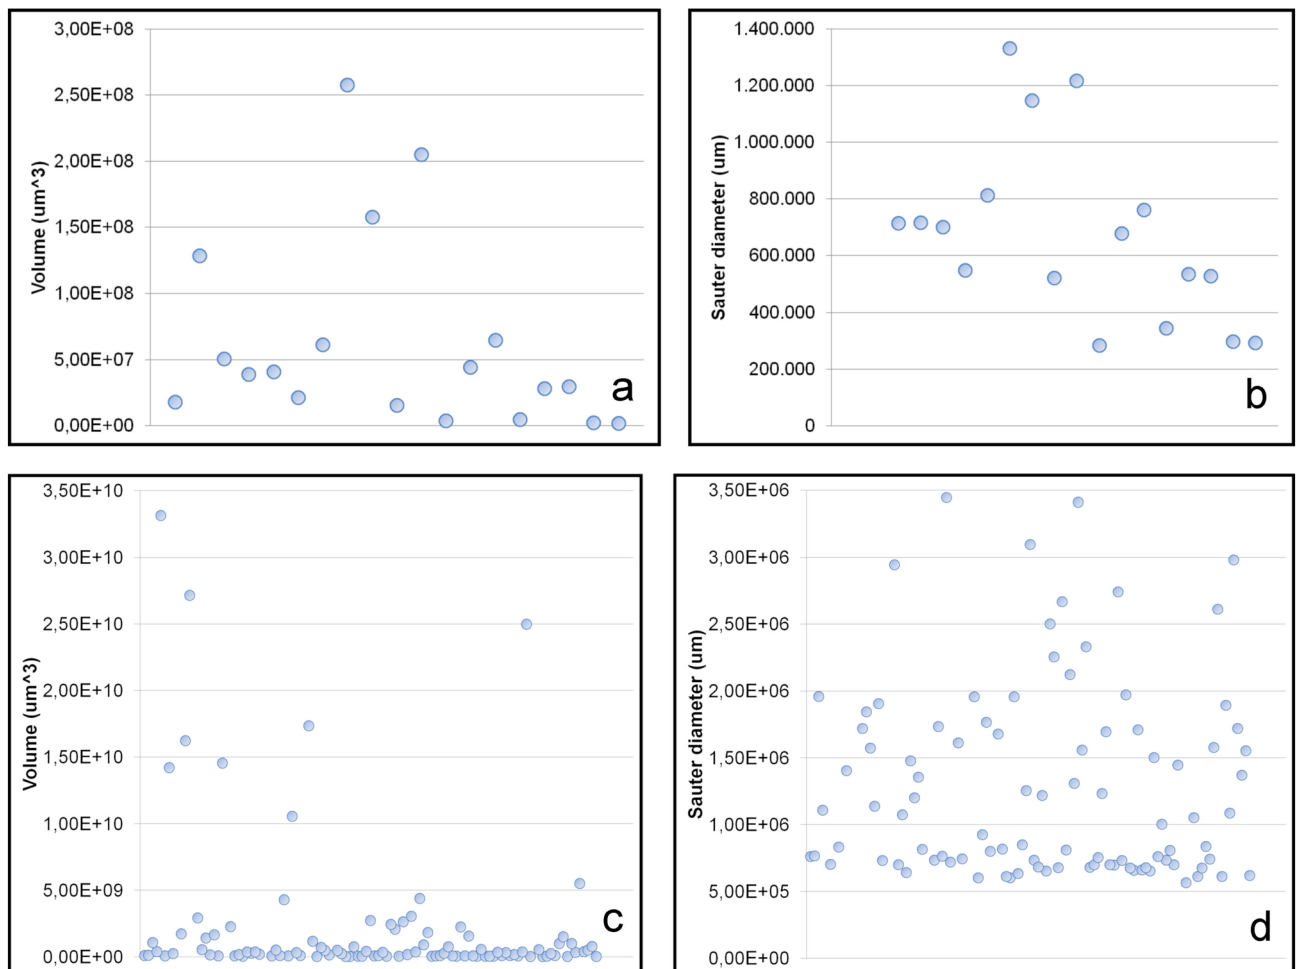 3,00E+08
2,50E+08
2,00E+08
1,50E+08
1,00E+08
5,00E+07
0,00E+00
Volume (um^3)
a
1.400.000
1.200.000
1.000.000
800.000
600.000
400.000
200.000
0
Sauter diameter (um)
b
3,50E+10
3,00E+10
2,50E+10
2,00E+10
1,50E+10
1,00E+10
5,00E+09
0,00E+00
Volume (um^3)
c
3,50E+06
3,00E+06
2,50E+06
2,00E+06
1,50E+06
1,00E+06
5,00E+05
0,00E+00
Sauter diameter (um)
d